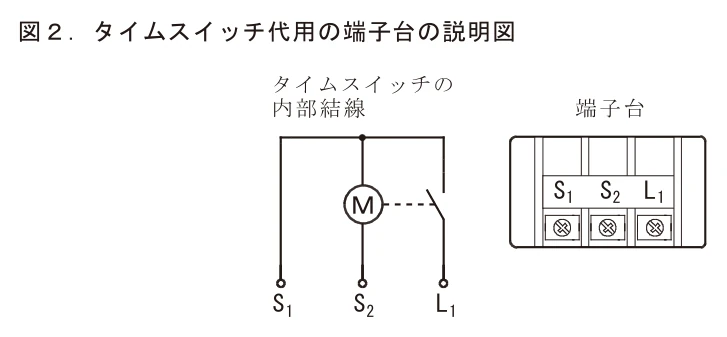 図２．タイムスイッチ代用の端子台の説明図
タイムスイッチの
内部結線
端子台
M
S1 S2 L1
S1 S2 L1